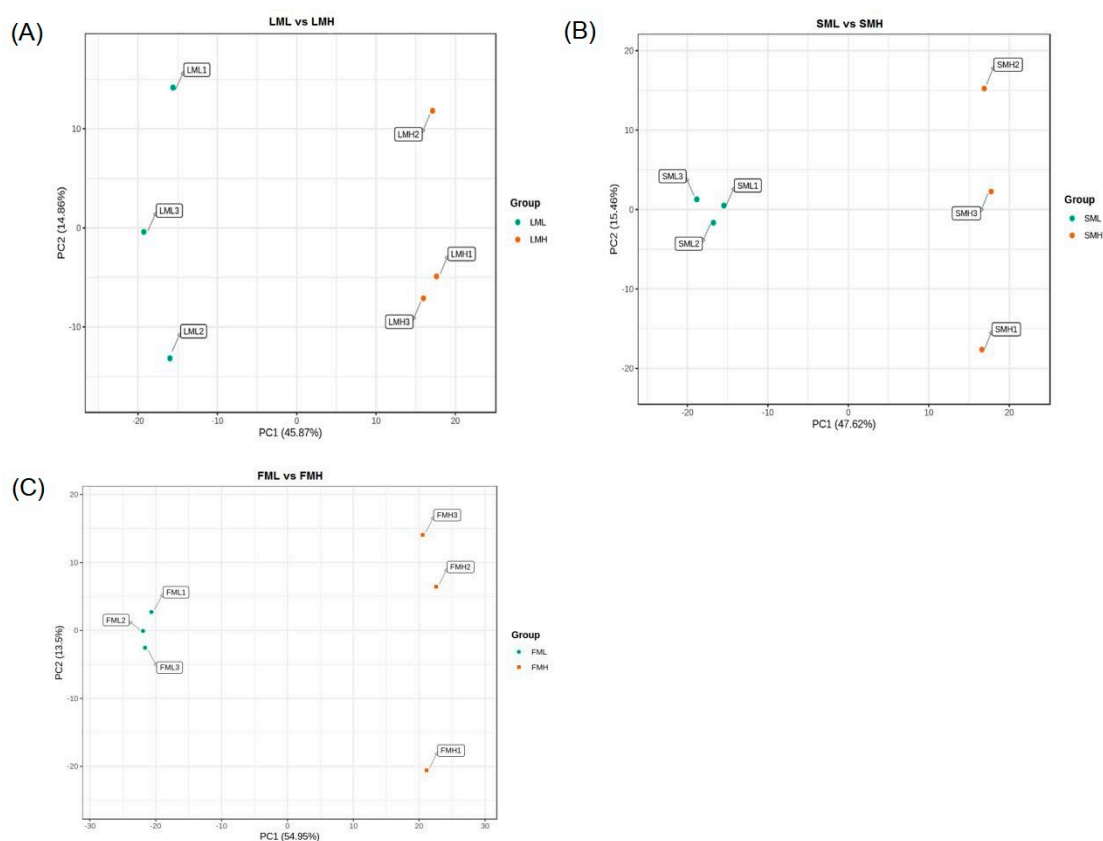 (A)
LML vs LMH
LML1
LMH2
LML3
LMH1
LMH3
LML2
10
0
-10
-20
-10
0
10
20
PC2 (14.86%)
PC1 (45.87%)
Group
LML
LMH
(B)
SML vs SMH
SMH2
SML3
SML1
SMH3
SML2
SMH1
20
10
0
-10
-20
-20
-10
0
10
20
PC2 (15.46%)
PC1 (47.62%)
Group
SML
SMH
(C)
FML vs FMH
FMH3
FMH2
FML1
FML2
FML3
FMH1
20
10
0
-10
-20
-30
-20
-10
0
10
20
30
PC2 (13.5%)
PC1 (54.95%)
Group
FML
FMH